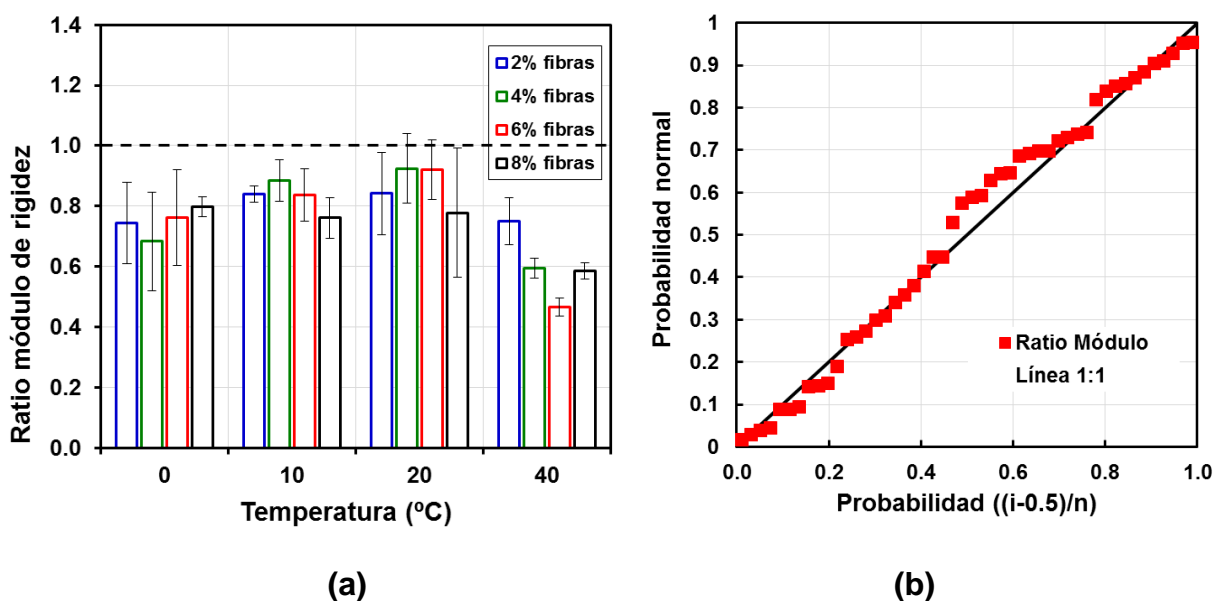 1.4
1.2
1.0
0.8
0.6
0.4
0.2
0.0
Ratio módulo de rigidez
2% fibras
4% fibras
6% fibras
8% fibras
0 10 20 40
Temperatura (ºC)
(a)
1
0.9
0.8
0.7
0.6
0.5
0.4
0.3
0.2
0.1
0
Probabilidad normal
Ratio Módulo
Línea 1:1
0.0 0.2 0.4 0.6 0.8 1.0
Probabilidad ((i-0.5)/n)
(b)